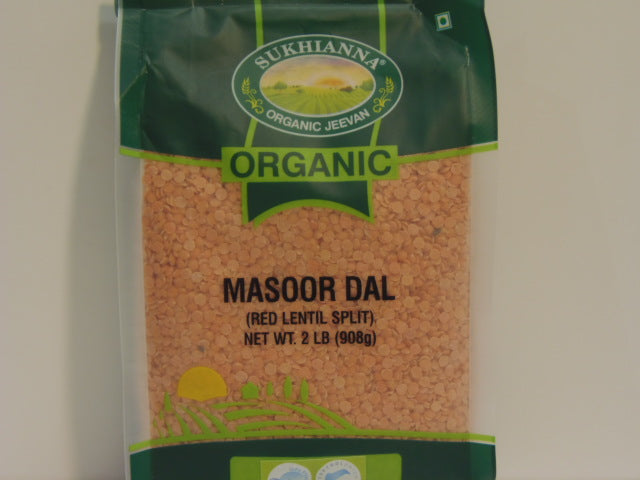 SUKHIANNA®
ORGANIC JEEVAN
ORGANIC
MASOOR DAL
(RED LENTIL SPLIT)
NET WT. 2 LB (908g)